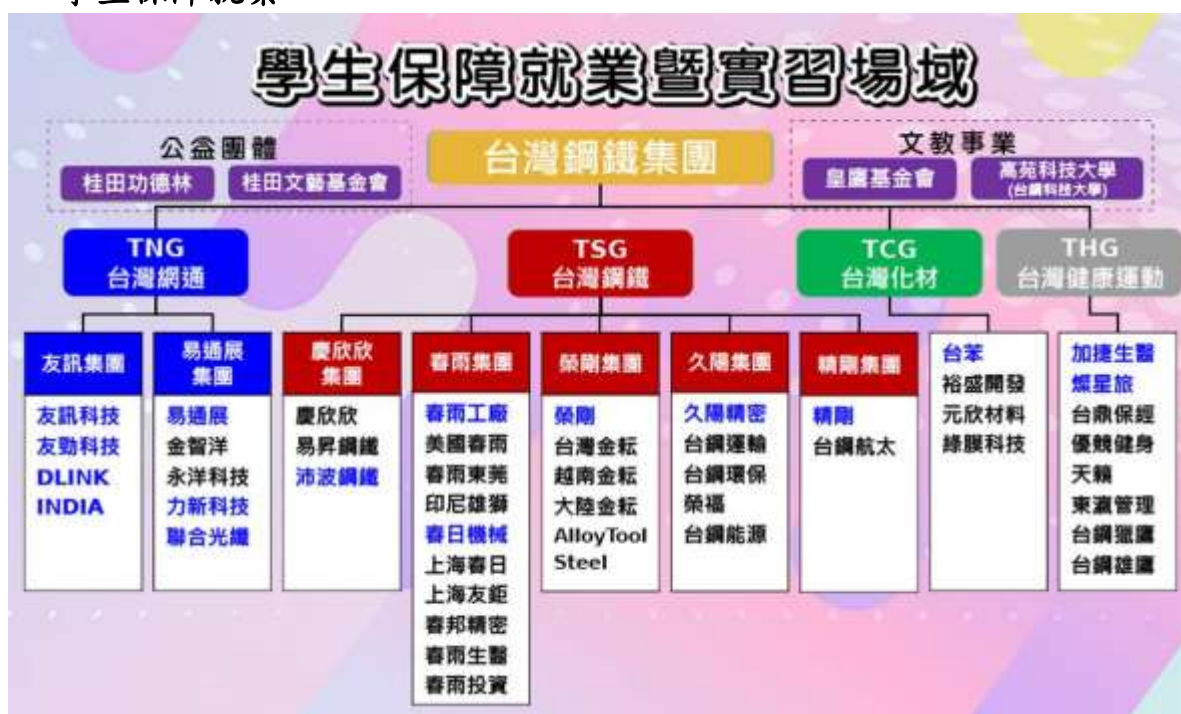 學生保障就業暨實習場域
公益團體
桂田功德林
桂田文藝基金會
台灣鋼鐵集團
文教事業
皇鷹基金會
高苑科技大學
(台鋼科技大學)
TNG
台灣網通
TSG
台灣鋼鐵
TCG
台灣化材
THG
台灣健康運動
友訊集團
友訊科技
友勁科技
DLINK
INDIA
易通展
集團
易通展
金智洋
永洋科技
力新科技
聯合光纖
慶欣欣
集團
慶欣欣
易昇鋼鐵
沛波鋼鐵
春雨集團
春雨工廠
美國春雨
春雨東莞
印尼雄獅
春日機械
上海春日
上海友鉅
春邦精密
春雨生醫
春雨投資
榮剛集團
榮剛
台灣金耘
越南金耘
大陸金耘
AlloyTool
Steel
久陽集團
久陽精密
台鋼運輸
台鋼環保
榮福
台鋼能源
精剛集團
精剛
台鋼航太
台苯
裕盛開發
元欣材料
綠膜科技
加捷生醫
燦星旅
台鼎保經
優競健身
天籟
東瀛管理
台鋼獵鷹
台鋼雄鷹